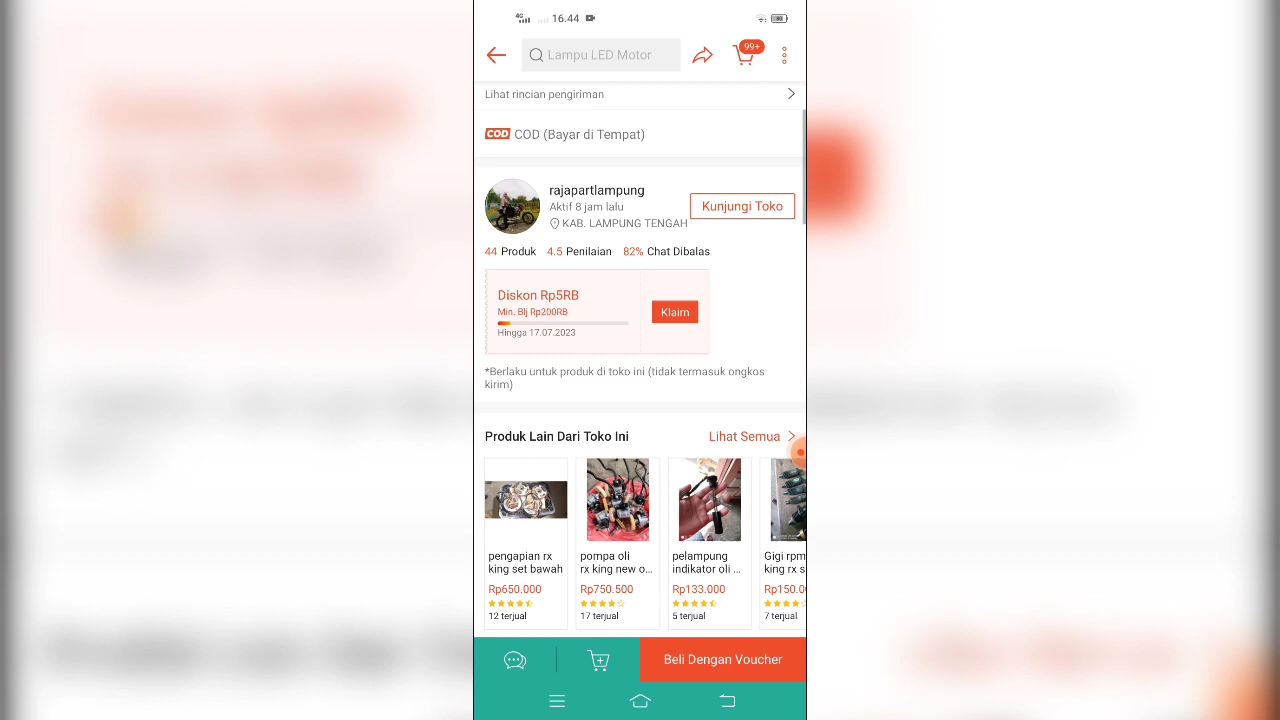 4G 16.44
Lampu LED Motor
99+
Lihat rincian pengiriman
COD COD (Bayar di Tempat)
rajapartlampung
Aktif 8 jam lalu
KAB. LAMPUNG TENGAH
Kunjungi Toko
44 Produk 4.5 Penilaian 82% Chat Dibalas
Diskon Rp5RB
Min. Blj Rp200RB
Hingga 17.07.2023
Klaim
*Berlaku untuk produk di toko ini (tidak termasuk ongkos
kirim)
Produk Lain Dari Toko Ini
Lihat Semua
pengapian rx
king set bawah
Rp650.000
12 terjual
pompa oli
rx king new o...
Rp750.500
17 terjual
pelampung
indikator oli ...
Rp133.000
5 terjual
Gigi rpm
king rx s
Rp150.0
7 terjual
Beli Dengan Voucher